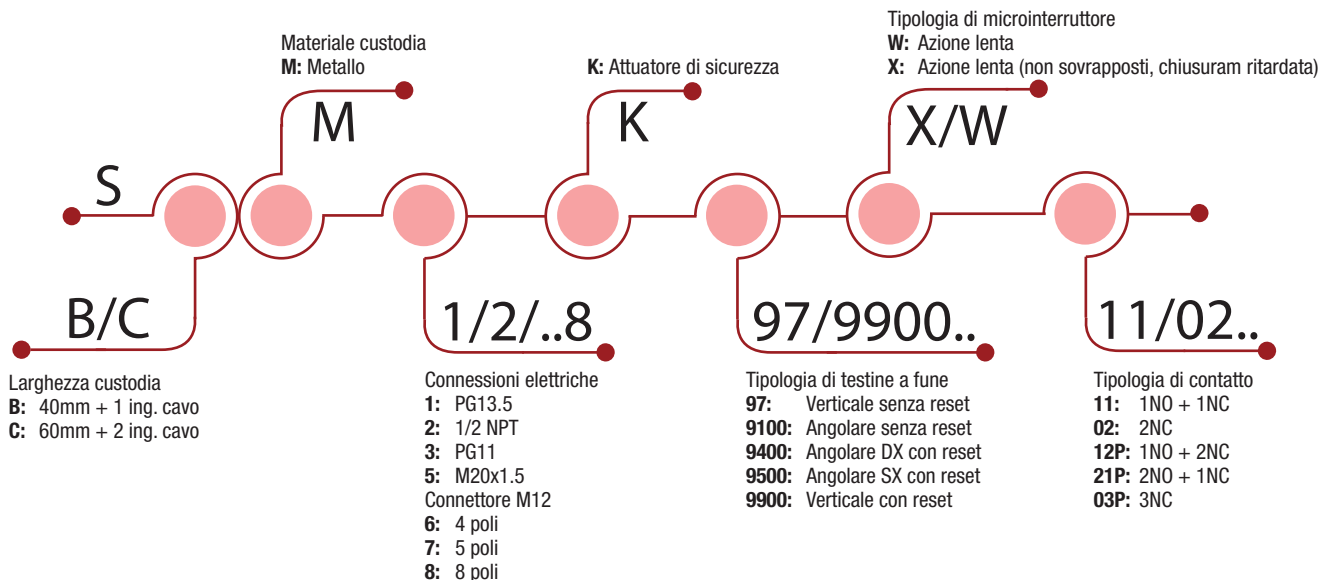 Materiale custodia
M: Metallo
K: Attuatore di sicurezza
Tipologia di microinterruttore
W: Azione lenta
X: Azione lenta (non sovrapposti, chiusuram ritardata)
M
K
X/W
S
B/C
1/2/..8
97/9900..
11/02..
Larghezza custodia
B: 40mm + 1 ing. cavo
C: 60mm + 2 ing. cavo
Connessioni elettriche
1: PG13.5
2: 1/2 NPT
3: PG11
5: M20x1.5
Connettore M12
6: 4 poli
7: 5 poli
8: 8 poli
Tipologia di testine a fune
97: Verticale senza reset
9100: Angolare senza reset
9400: Angolare DX con reset
9500: Angolare SX con reset
9900: Verticale con reset
Tipologia di contatto
11: 1NO + 1NC
02: 2NC
12P: 1NO + 2NC
21P: 2NO + 1NC
03P: 3NC